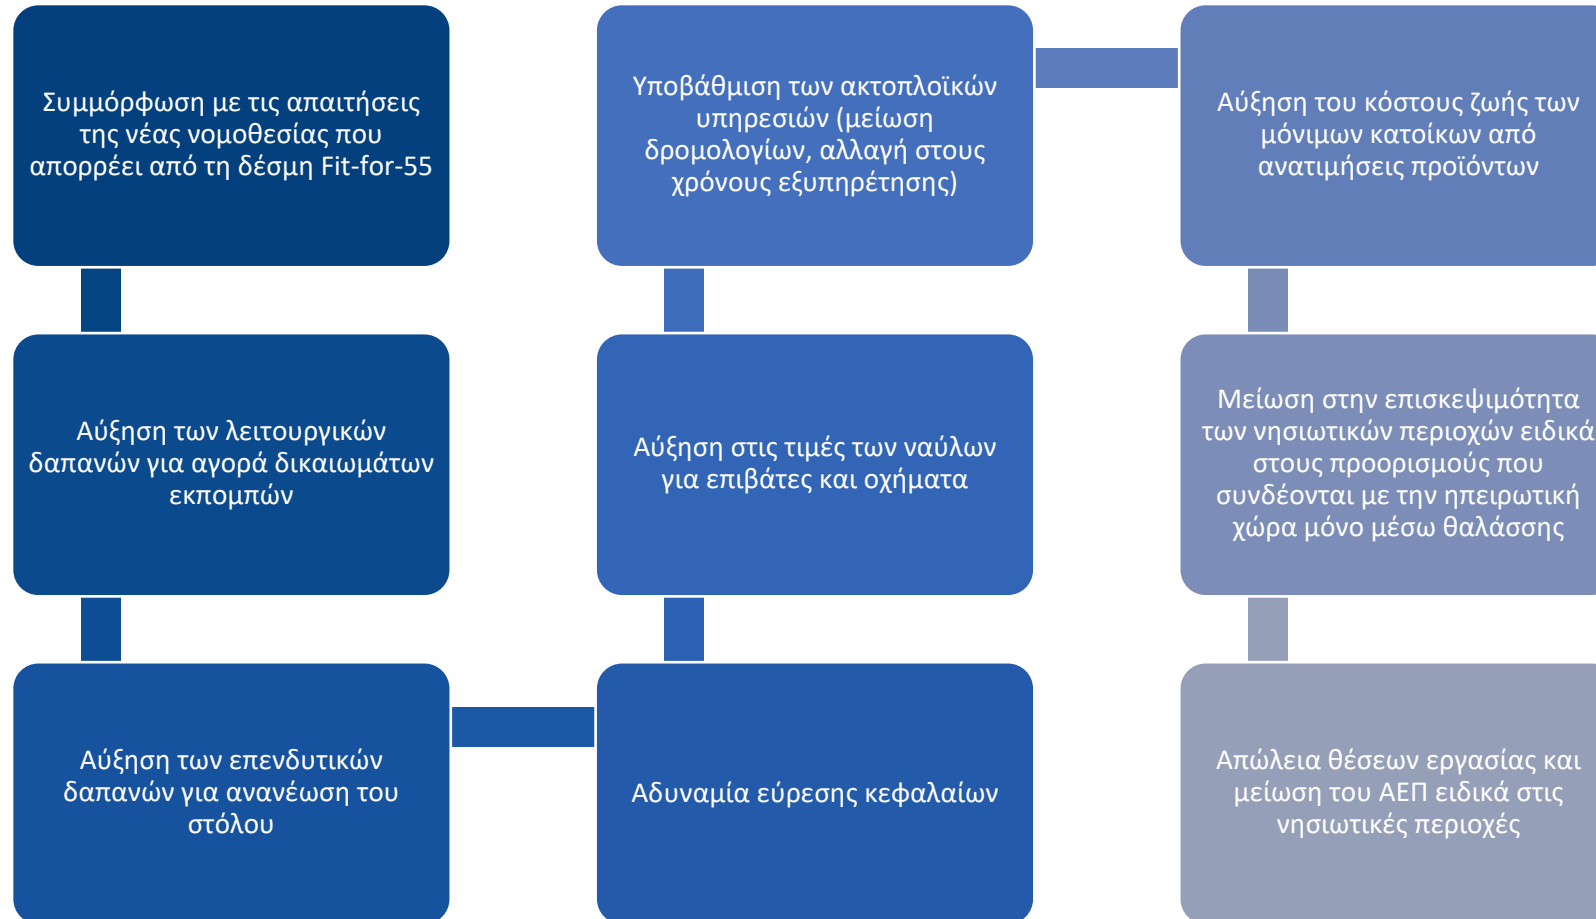 Συμμόρφωση με τις απαιτήσεις
της νέας νομοθεσίας που
απορρέει από τη δέσμη Fit-for-55
Αύξηση των λειτουργικών
δαπανών για αγορά δικαιωμάτων
εκπομπών
Αύξηση των επενδυτικών
δαπανών για ανανέωση του
στόλου
Αδυναμία εύρεσης κεφαλαίων
Αύξηση στις τιμές των ναύλων
για επιβάτες και οχήματα
Υποβάθμιση των ακτοπλοϊκών
υπηρεσιών (μείωση
δρομολογίων, αλλαγή στους
χρόνους εξυπηρέτησης)
Αύξηση του κόστους ζωής των
μόνιμων κατοίκων από
ανατιμήσεις προϊόντων
Μείωση στην επισκεψιμότητα
των νησιωτικών περιοχών ειδικά
στους προορισμούς που
συνδέονται με την ηπειρωτική
χώρα μόνο μέσω θαλάσσης
Απώλεια θέσεων εργασίας και
μείωση του ΑΕΠ ειδικά στις
νησιωτικές περιοχές